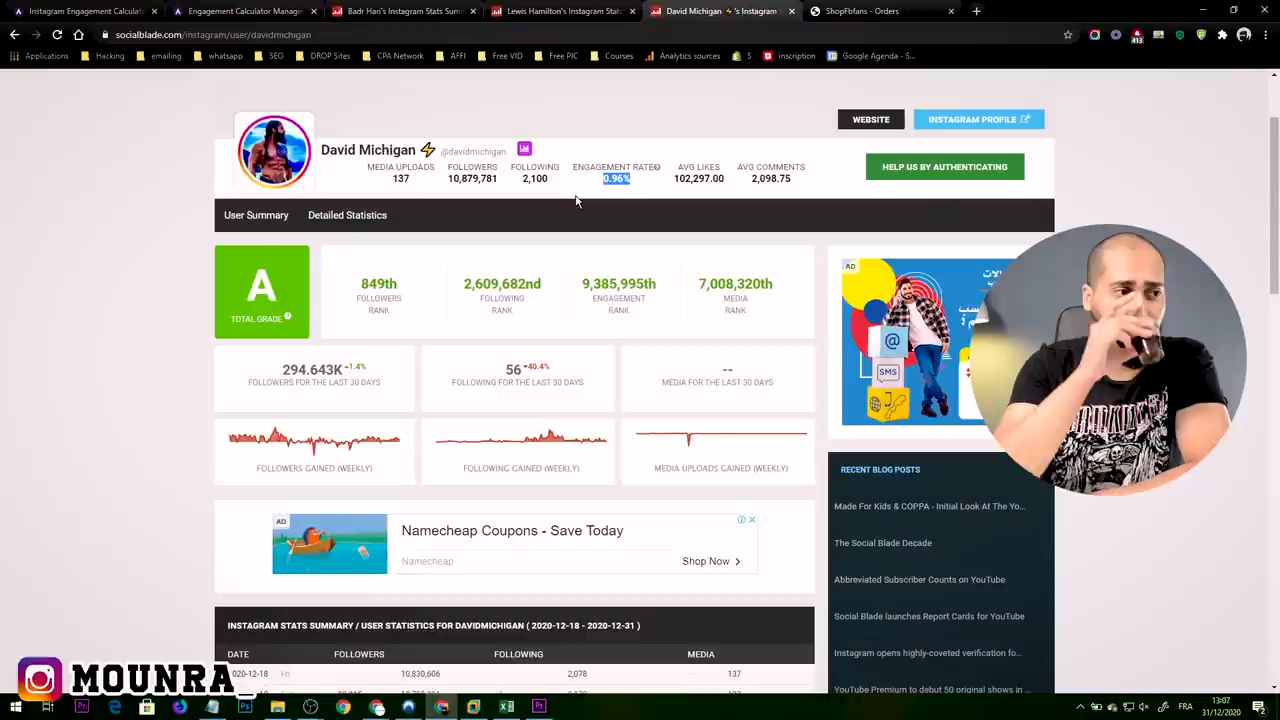 Instagram Engagement Calculat
Engagement Calculator Manage
Badr Hari's Instagram Stats Sum
Lewis Hamilton's Instagram Stat
David Michigan ⚡'s Instagram
ShopFollowers
socialblade.com/instagram/user/davidmichigan
413
Applications
Hacking
emailing
whatsapp
SEO
DROP Sites
CPA Network
AFFI
Free VID
Free PIC
Courses
Analytics sources
S
inscription
Google Agenda - S...
WEBSITE
INSTAGRAM PROFILE
David Michigan ⚡ @davidmichigan
MEDIA UPLOADS FOLLOWERS FOLLOWING ENGAGEMENT RATE AVG LIKES AVG COMMENTS
137 10,879,781 2,100 0.96% 102,297.00 2,098.75
HELP US BY AUTHENTICATING
User Summary Detailed Statistics
A
TOTAL GRADE
849th 2,609,682nd 9,385,995th 7,008,320th
FOLLOWERS FOLLOWING ENGAGEMENT MEDIA
RANK RANK RANK RANK
294.643K -1.4% 56 -40.4% --
FOLLOWERS FOR THE LAST 30 DAYS FOLLOWING FOR THE LAST 30 DAYS MEDIA FOR THE LAST 30 DAYS
FOLLOWERS GAINED (WEEKLY) FOLLOWING GAINED (WEEKLY) MEDIA UPLOADS GAINED (WEEKLY)
AD
@
SMS
AD
Namecheap Coupons - Save Today
Namecheap
Shop Now
RECENT BLOG POSTS
Made For Kids & COPPA - Initial Look At The Yo...
The Social Blade Decade
Abbreviated Subscriber Counts on YouTube
Social Blade launches Report Cards for YouTube
Instagram opens highly-coveted verification fo...
YouTube Premium to debut 50 original shows in ...
INSTAGRAM STATS SUMMARY / USER STATISTICS FOR DAVIDMICHIGAN ( 2020-12-18 - 2020-12-31 )
DATE FOLLOWERS FOLLOWING MEDIA
020-12-18 Fri 10,830,606 2,078 - 137
MOUNRA_
FRA
13:07
31/12/2020